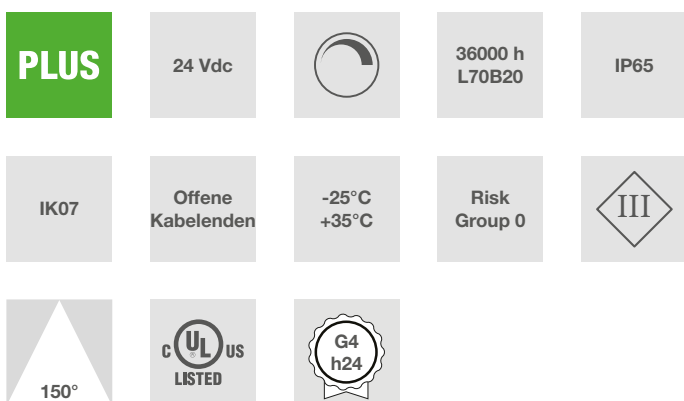 PLUS
24 Vdc
36000 h
L70B20
IP65
IK07
Offene
Kabelenden
-25°C
+35°C
Risk
Group 0
III
150°
C UL® US
LISTED
G4
h24